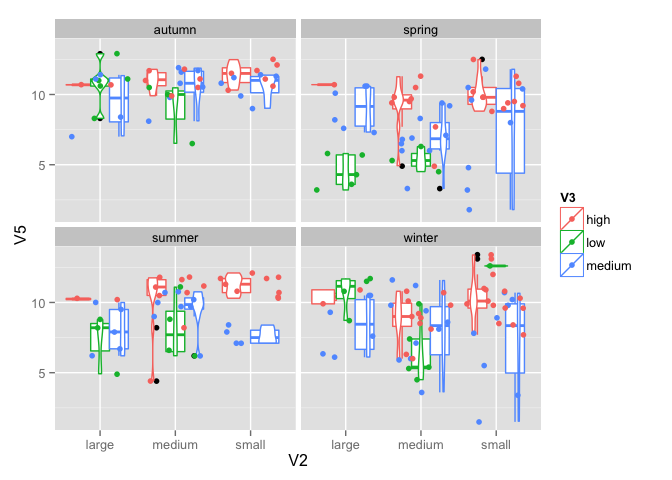 autumn
spring
10
5
V5
summer
winter
10
5
large
medium
small
large
medium
small
V2
V3
high
low
medium